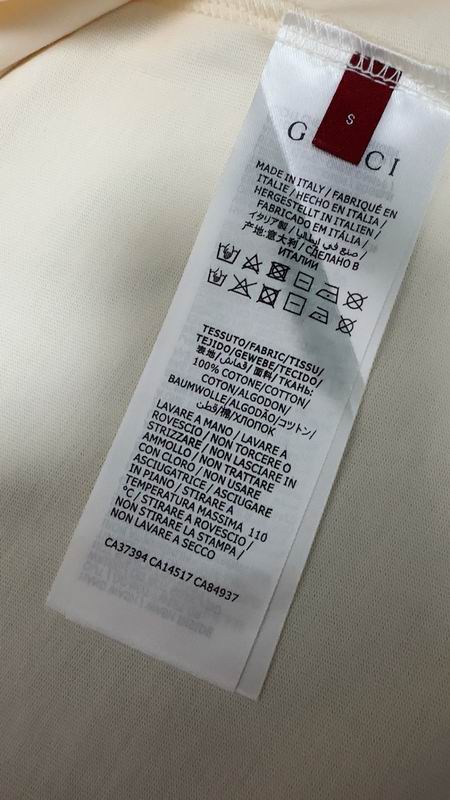 S
G CI
MADE IN ITALY / FABRIQUÉ EN
ITALIE / HECHO EN ITALIA /
HERGESTELLT IN ITALIEN /
FABRICADO EM ITÁLIA /
イタリア製 / صنع في إيطاليا /
产地:意大利 / СДЕЛАНО В
ИТАЛИИ
TESSUTO/FABRIC/TISSU/
TEJIDO/GEWEBE/TECIDO/
表地/قماش/面料/ТКАНЬ:
100% COTONE/COTTON/
COTON/ALGODON/
BAUMWOLLE/ALGODÃO/コットン/
قطن/棉/ХЛОПОК
LAVARE A MANO / LAVARE A
ROVESCIO / NON TORCERE O
STRIZZARE / NON LASCIARE IN
AMMOLLO / NON TRATTARE
CON CLORO / NON USARE
ASCIUGATRICE / ASCIUGARE
IN PIANO / STIRARE A
TEMPERATURA MASSIMA 110
°C / STIRARE A ROVESCIO /
NON STIRARE LA STAMPA /
NON LAVARE A SECCO
CA37394 CA14517 CA84937